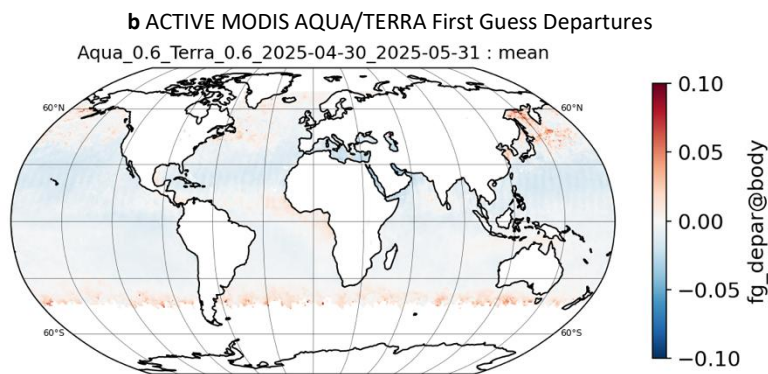 b ACTIVE MODIS AQUA/TERRA First Guess Departures
Aqua_0.6_Terra_0.6_2025-04-30_2025-05-31 : mean
60°N
60°N
60°S
60°S
0.10
0.05
0.00
−0.05
−0.10
fg_depar@body